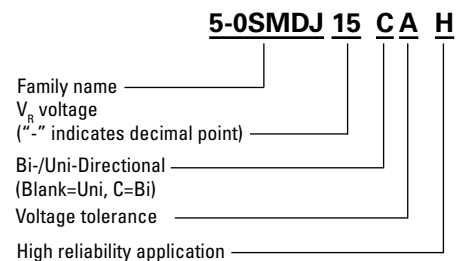 5-0SMDJ 15 C A H
Family name
VR voltage
("-" indicates decimal point)
Bi-/Uni-Directional
(Blank=Uni, C=Bi)
Voltage tolerance
High reliability application